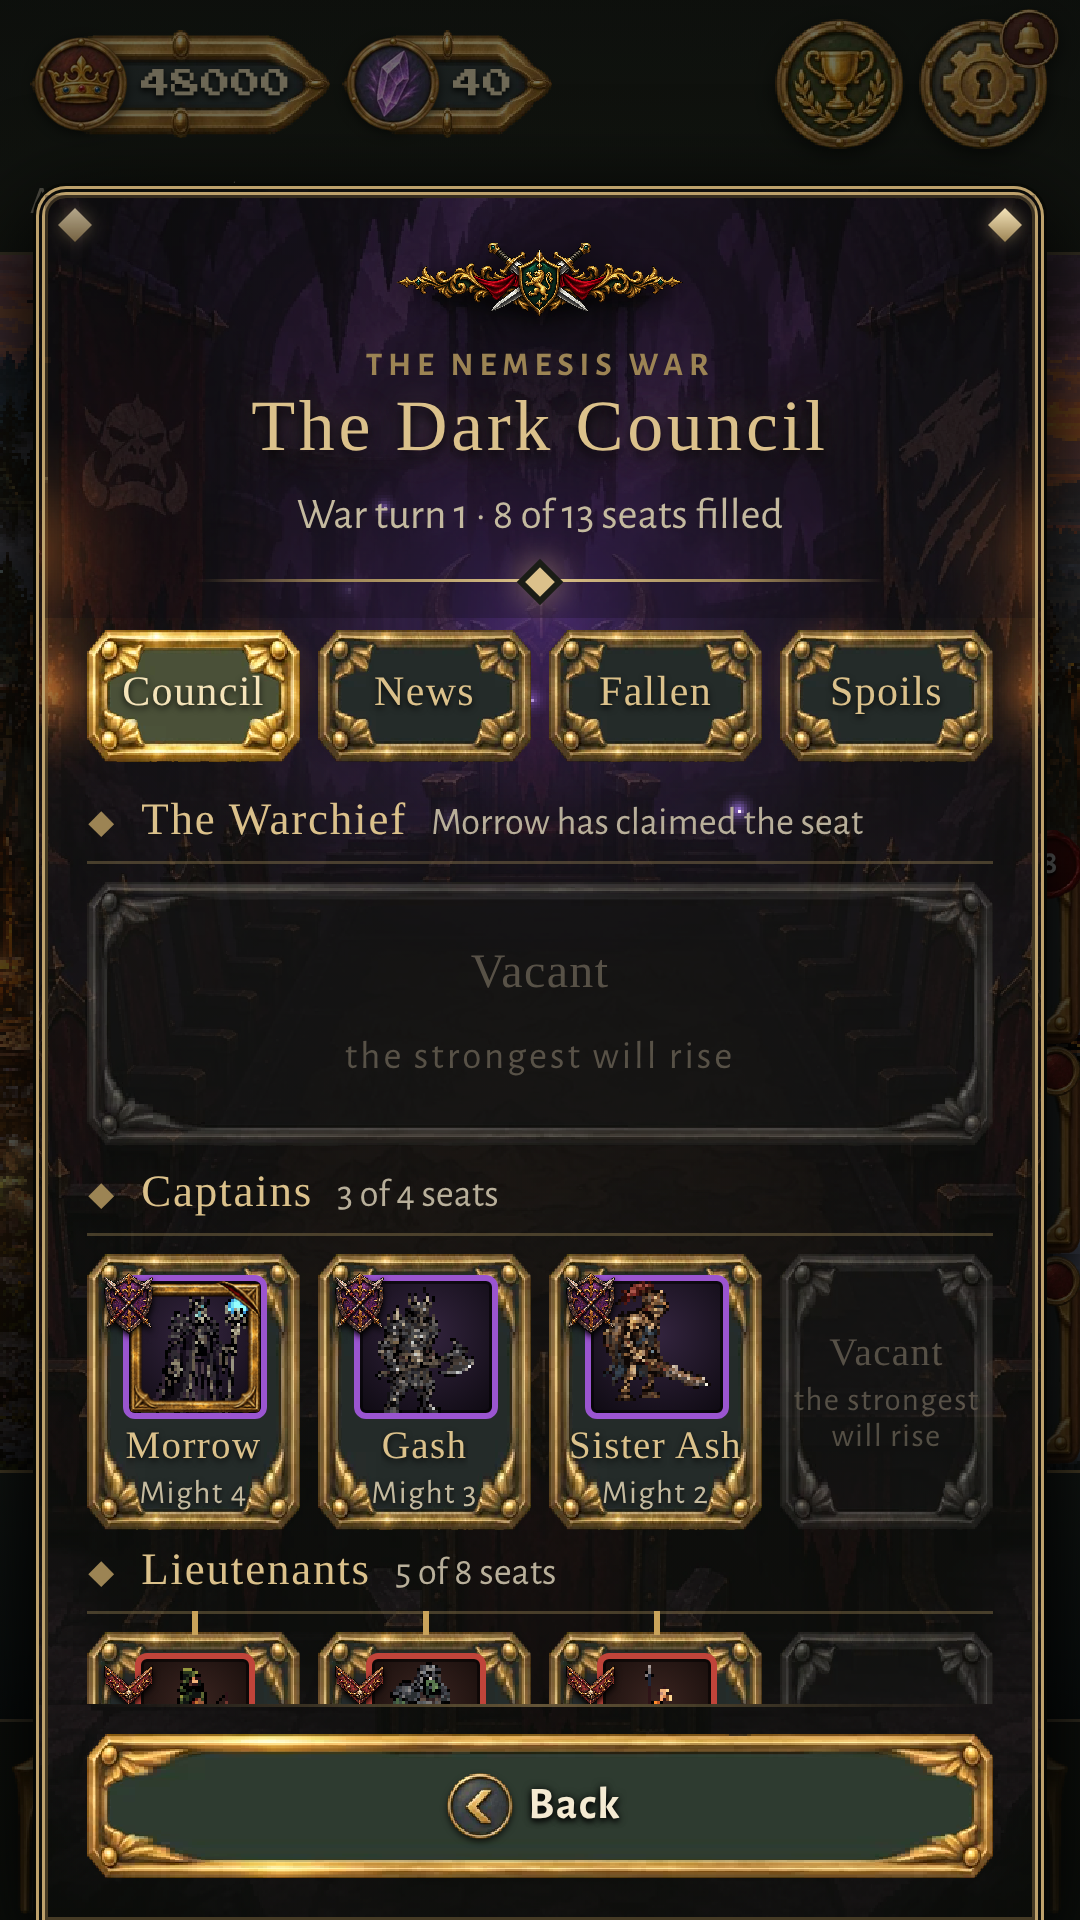 48000
40
THE NEMESIS WAR
The Dark Council
War turn 1 · 8 of 13 seats filled
Council
News
Fallen
Spoils
The Warchief Morrow has claimed the seat
3
Vacant
the strongest will rise
Captains 3 of 4 seats
Morrow
Might 4
Gash
Might 3
Sister Ash
Might 2
Vacant
the strongest
will rise
Lieutenants 5 of 8 seats
Back